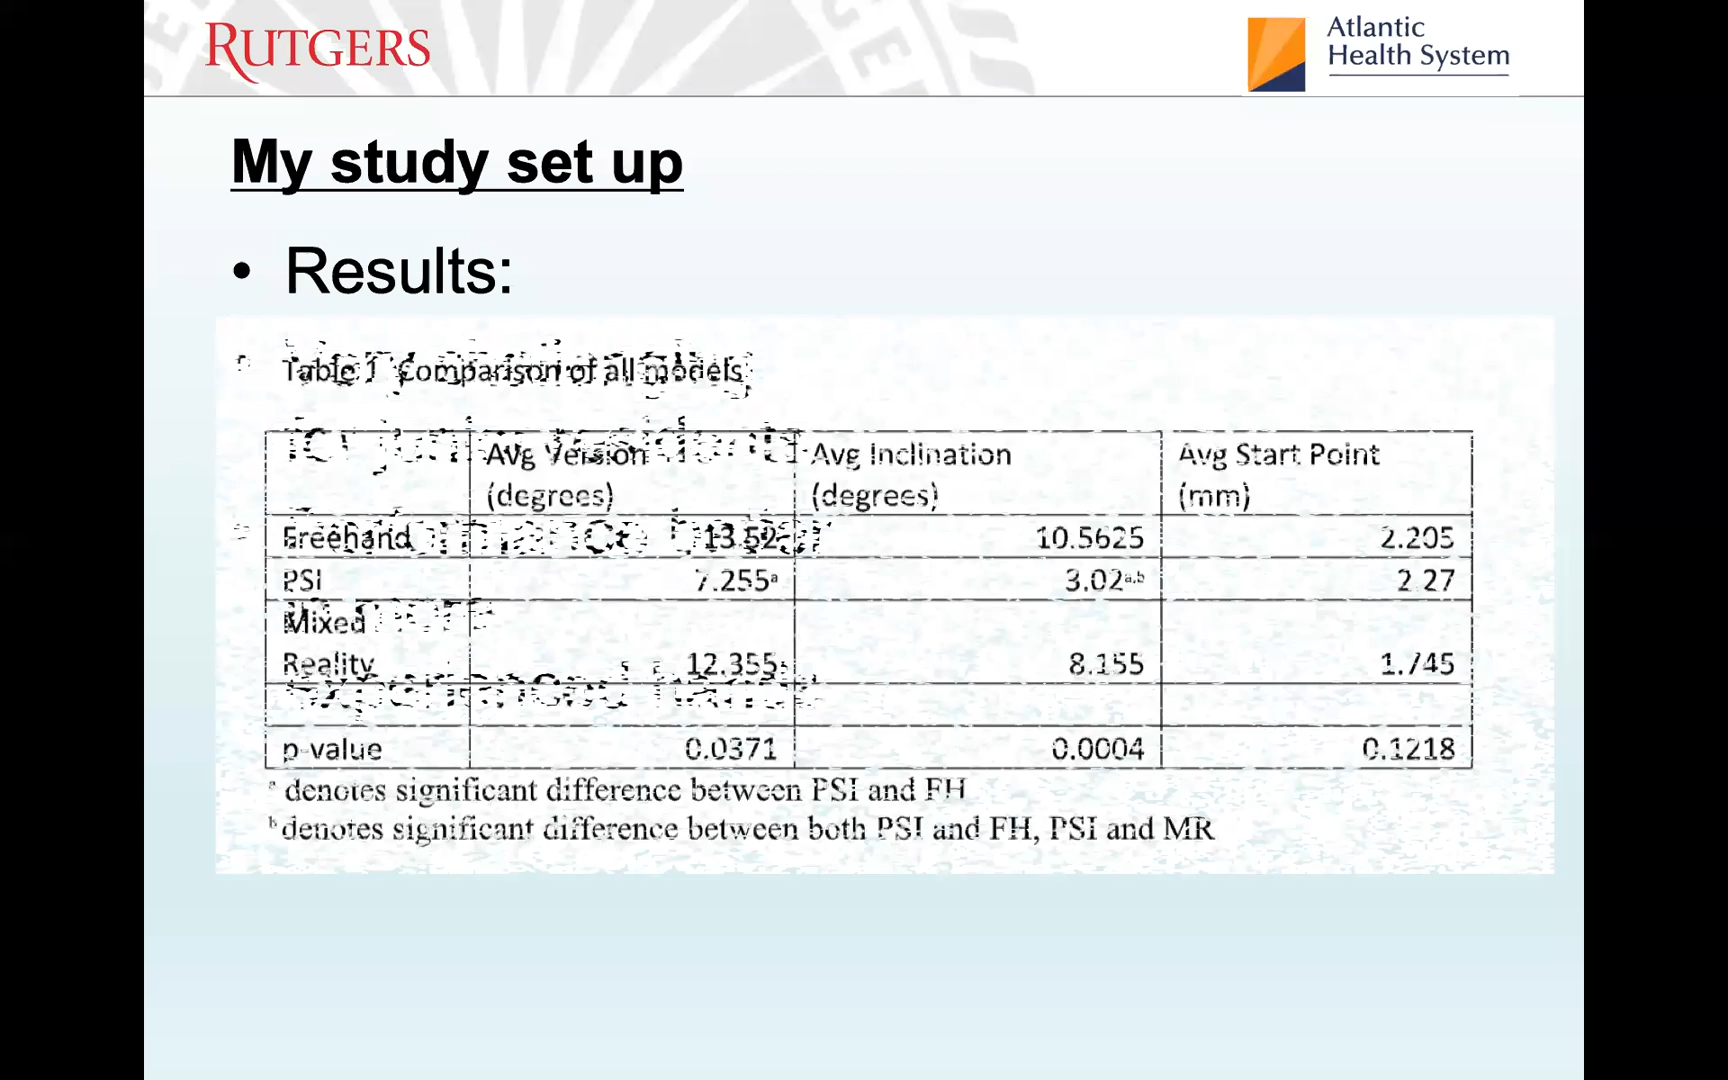 RUTGERS
Atlantic
Health System
My study set up
• Results:
Table 1 Comparison of all models
Avg Version (degrees) Avg Inclination (degrees) Avg Start Point (mm)
Freehand 13.52 10.5625 2.205
PSI 7.255ᵃ 3.02ᵃ,ᵇ 2.27
Mixed Reality 12.355 8.155 1.745
p-value 0.0371 0.0004 0.1218
ᵃ denotes significant difference between PSI and FH
ᵇ denotes significant difference between both PSI and FH, PSI and MR